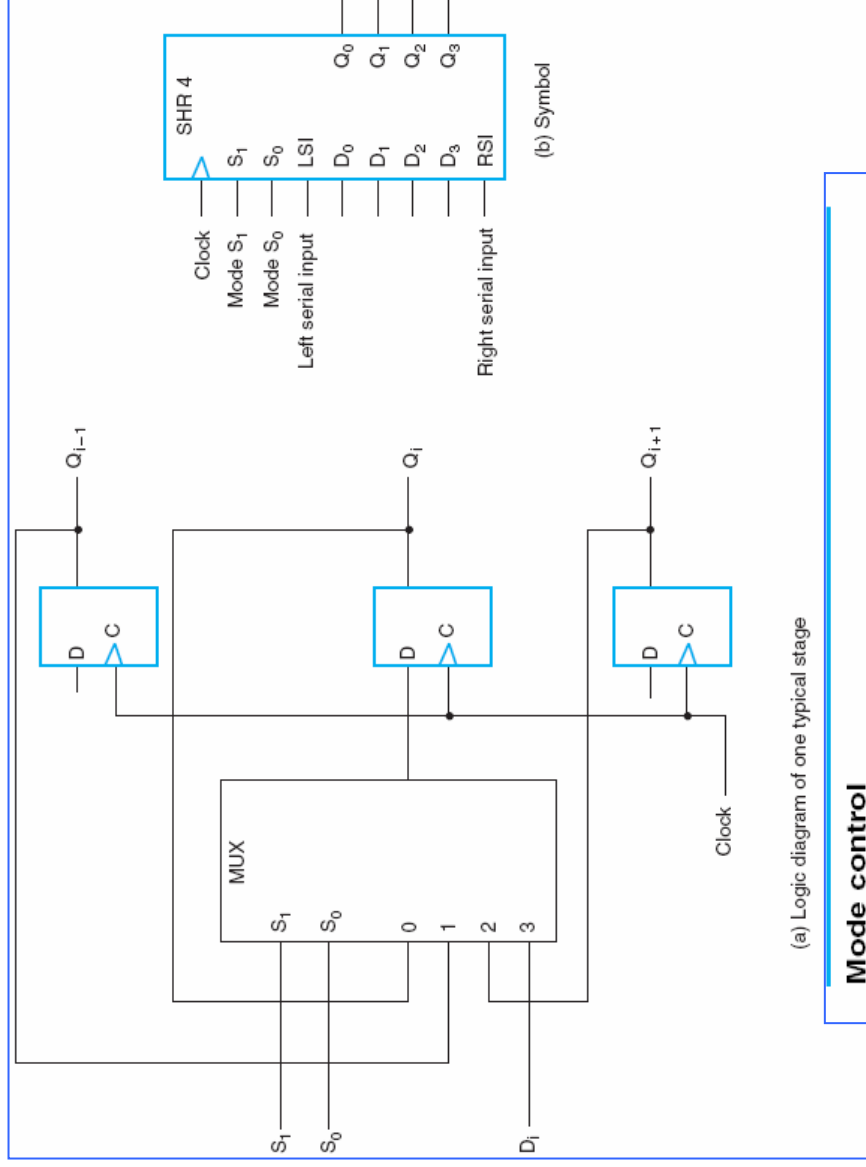 Q₍i−1₎
D
C
MUX
S₁
S₁
S₀
S₀
0
D
Qᵢ
1
C
2
3
Dᵢ
D
Q₍i+1₎
C
Clock
(a) Logic diagram of one typical stage
SHR 4
Clock
Mode S₁ S₁
Mode S₀ S₀
Left serial input LSI
D₀ Q₀
D₁ Q₁
D₂ Q₂
D₃ Q₃
Right serial input RSI
(b) Symbol
Mode control